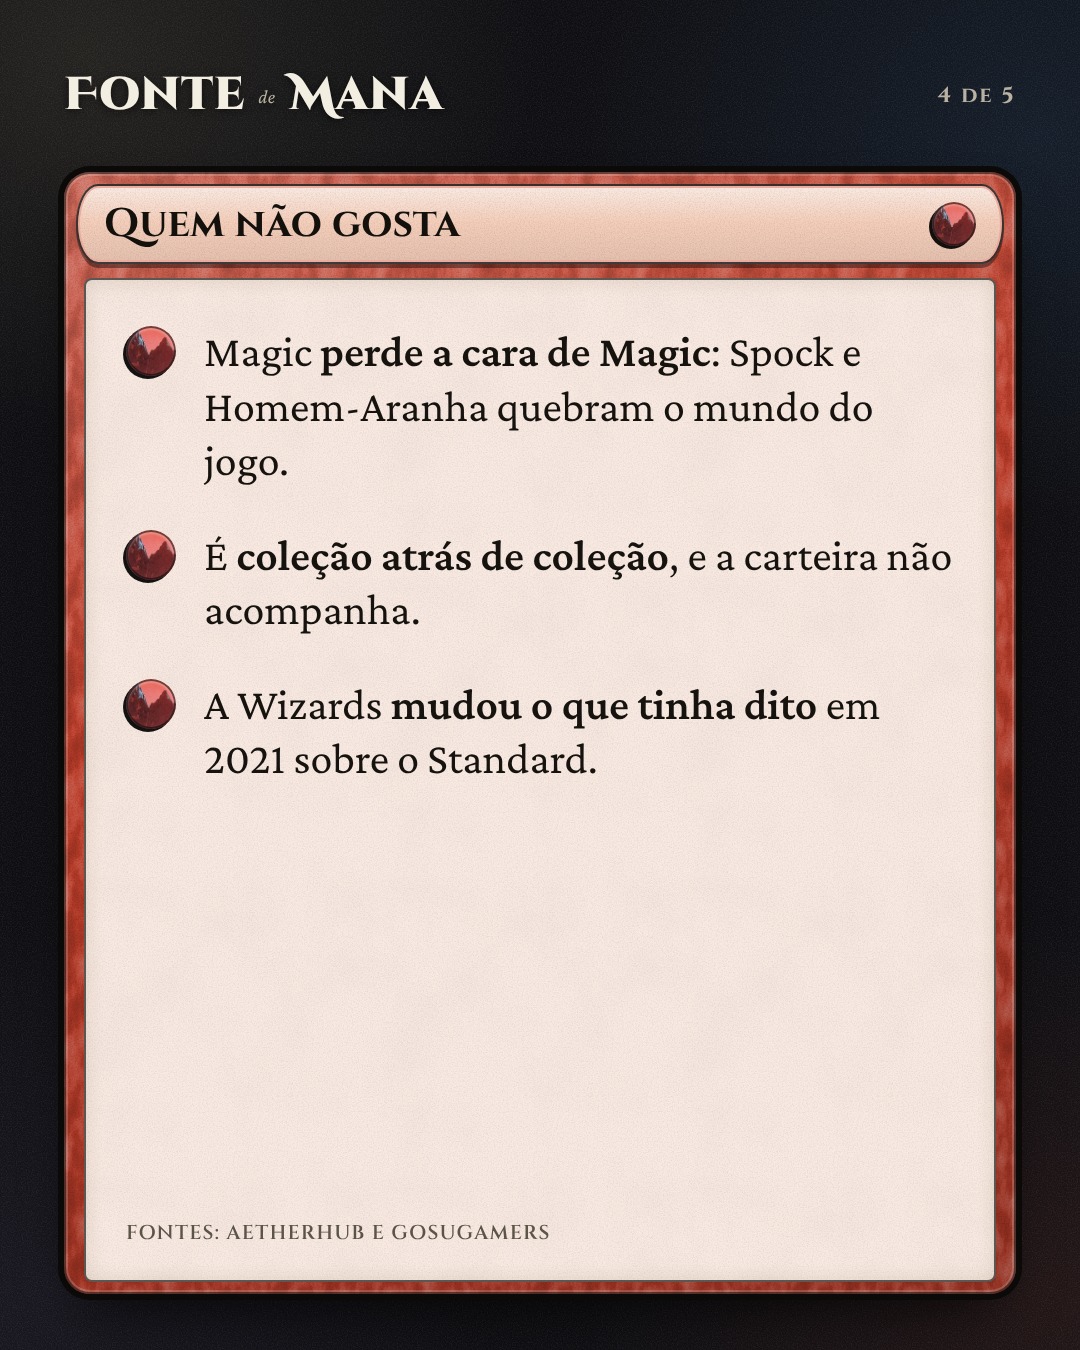 Fonte de Mana
4 de 5
Quem não gosta
Magic perde a cara de Magic: Spock e
Homem-Aranha quebram o mundo do
jogo.
É coleção atrás de coleção, e a carteira não
acompanha.
A Wizards mudou o que tinha dito em
2021 sobre o Standard.
Fontes: AetherHub e GosuGamers